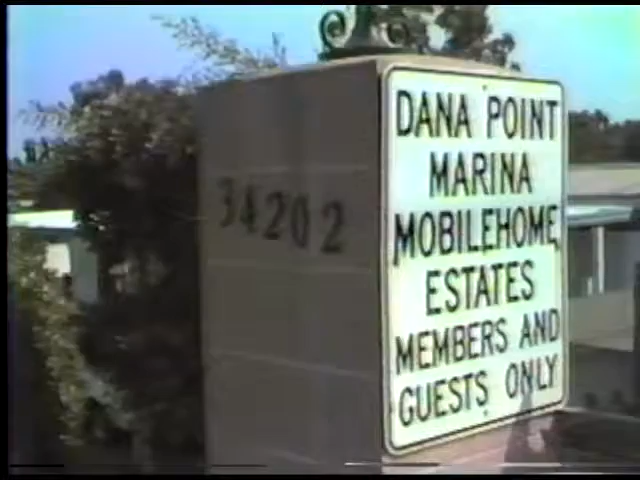 34202
DANA POINT
MARINA
MOBILEHOME
ESTATES
MEMBERS AND
GUESTS ONLY